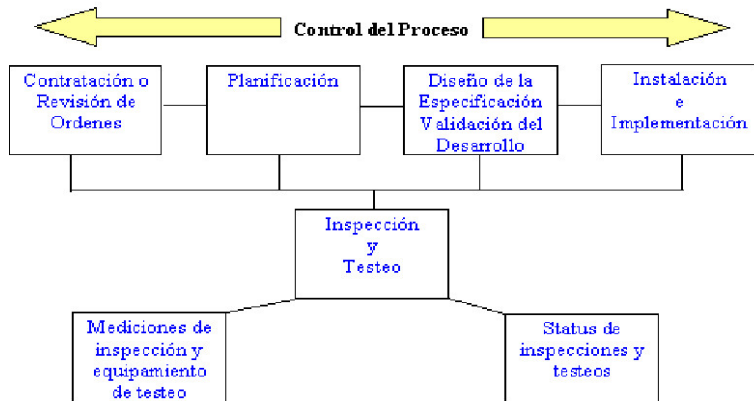 Control del Proceso
Contratación o
Revisión de
Ordenes
Planificación
Diseño de la
Especificación
Validación del
Desarrollo
Instalación
e
Implementación
Inspección
y
Testeo
Mediciones de
inspección y
equipamiento
de testeo
Status de
inspecciones y
testeos